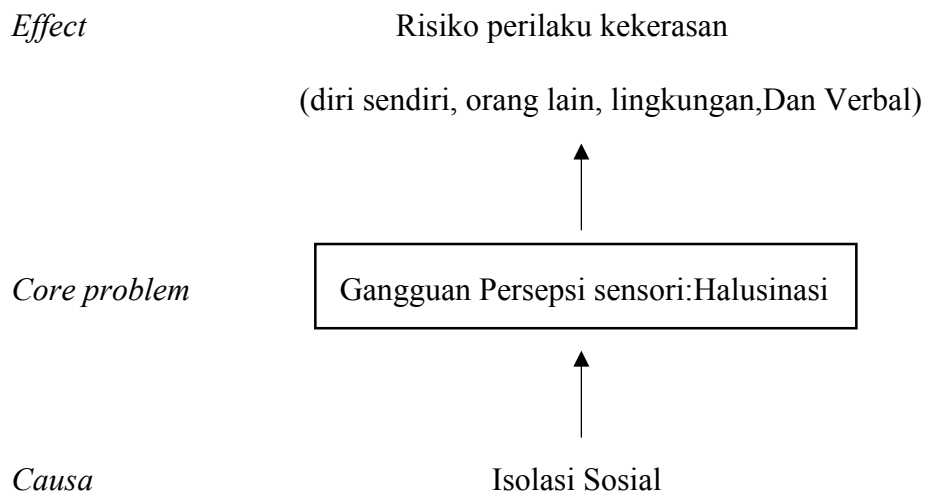 Effect Risiko perilaku kekerasan
(diri sendiri, orang lain, lingkungan,Dan Verbal)
Core problem Gangguan Persepsi sensori:Halusinasi
Causa Isolasi Sosial